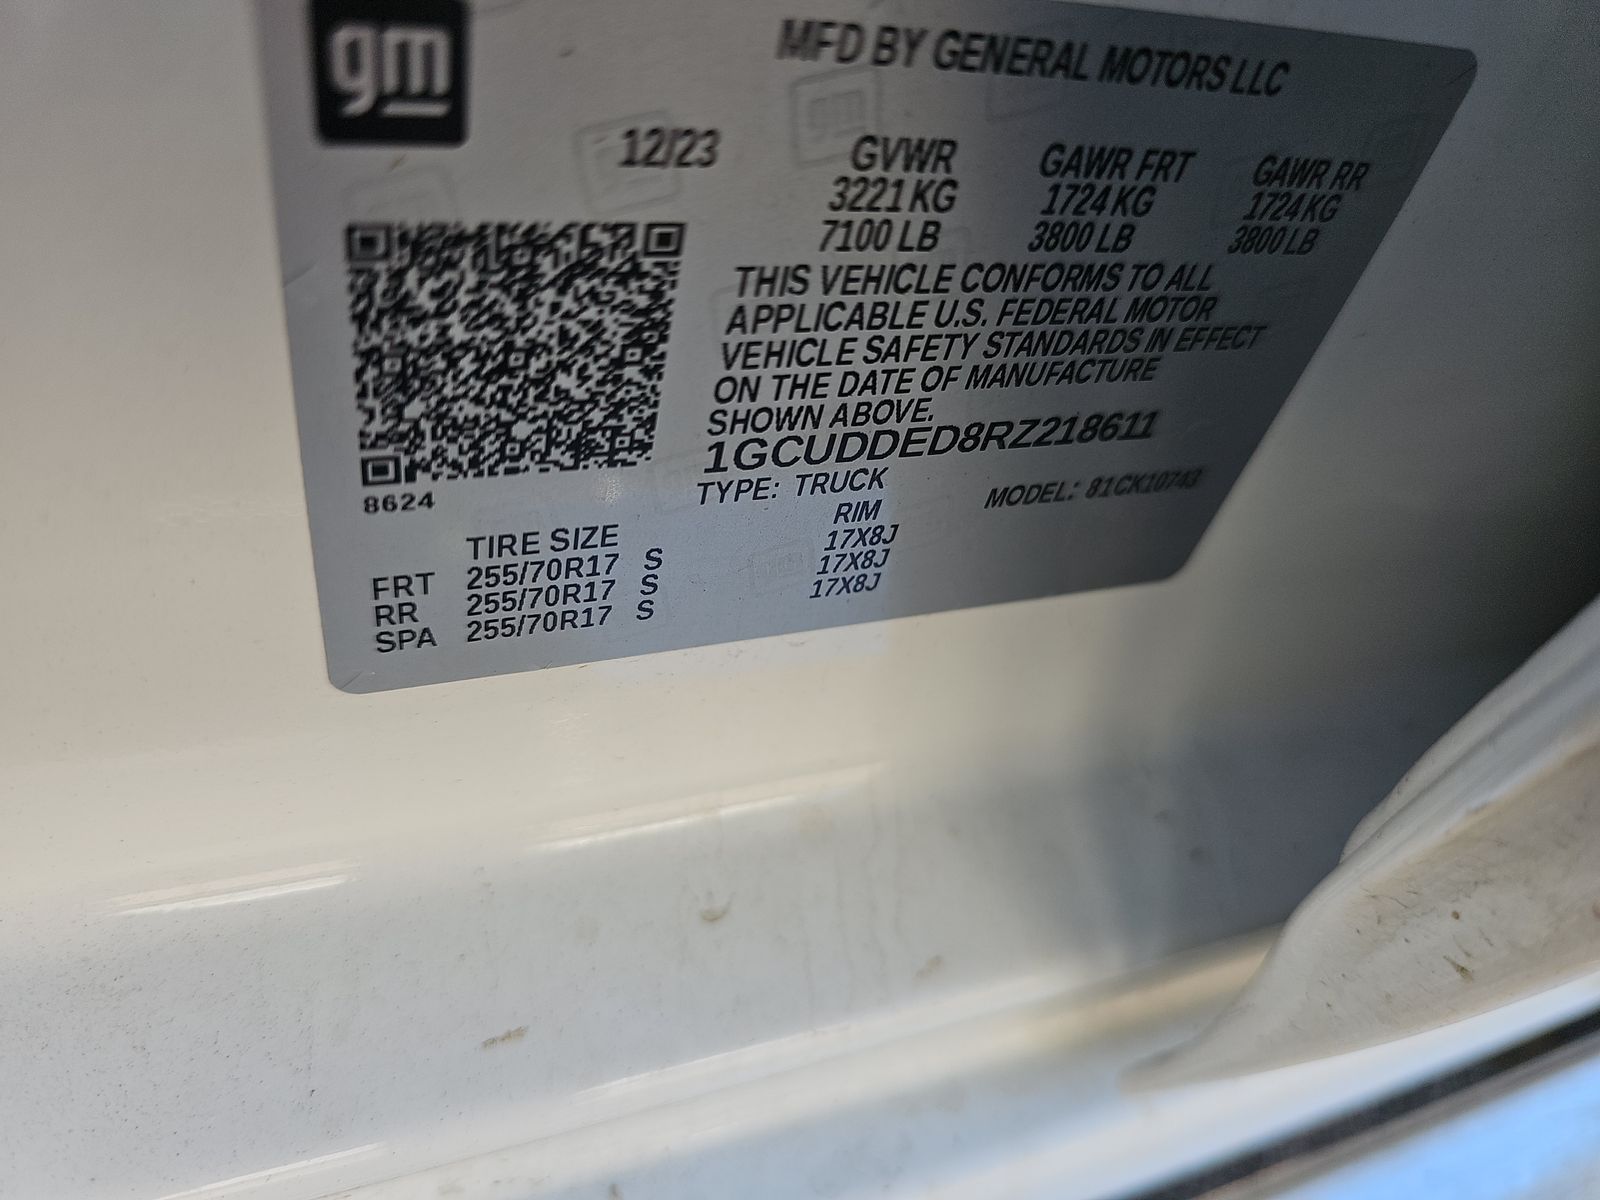 gm
MFD BY GENERAL MOTORS LLC
12/23
GVWR GAWR FRT GAWR RR
3221 KG 1724 KG 1724 KG
7100 LB 3800 LB 3800 LB
THIS VEHICLE CONFORMS TO ALL
APPLICABLE U.S. FEDERAL MOTOR
VEHICLE SAFETY STANDARDS IN EFFECT
ON THE DATE OF MANUFACTURE
SHOWN ABOVE.
1GCUDDED8RZ218611
8624
TYPE: TRUCK MODEL: 81CK10743
TIRE SIZE RIM
FRT 255/70R17 S 17X8J
RR 255/70R17 S 17X8J
SPA 255/70R17 S 17X8J